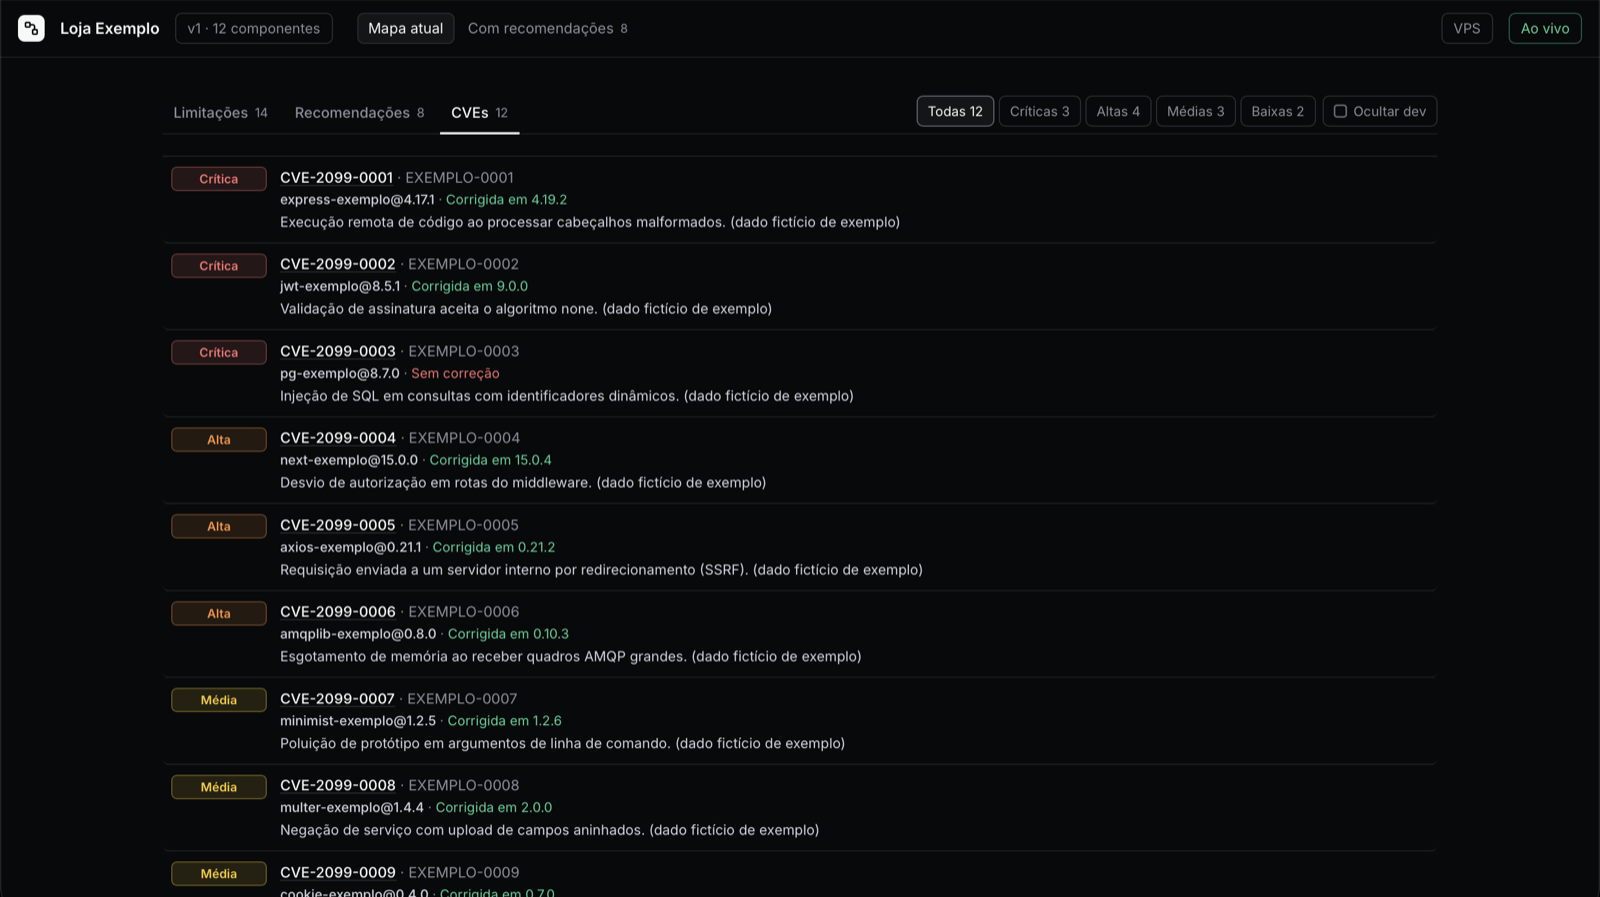 Loja Exemplo v1 · 12 componentes Mapa atual Com recomendações 8 VPS Ao vivo
Limitações 14 Recomendações 8 CVEs 12 Todas 12 Críticas 3 Altas 4 Médias 3 Baixas 2 Ocultar dev
Crítica CVE-2099-0001 · EXEMPLO-0001
express-exemplo@4.17.1 · Corrigida em 4.19.2
Execução remota de código ao processar cabeçalhos malformados. (dado fictício de exemplo)
Crítica CVE-2099-0002 · EXEMPLO-0002
jwt-exemplo@8.5.1 · Corrigida em 9.0.0
Validação de assinatura aceita o algoritmo none. (dado fictício de exemplo)
Crítica CVE-2099-0003 · EXEMPLO-0003
pg-exemplo@8.7.0 · Sem correção
Injeção de SQL em consultas com identificadores dinâmicos. (dado fictício de exemplo)
Alta CVE-2099-0004 · EXEMPLO-0004
next-exemplo@15.0.0 · Corrigida em 15.0.4
Desvio de autorização em rotas do middleware. (dado fictício de exemplo)
Alta CVE-2099-0005 · EXEMPLO-0005
axios-exemplo@0.21.1 · Corrigida em 0.21.2
Requisição enviada a um servidor interno por redirecionamento (SSRF). (dado fictício de exemplo)
Alta CVE-2099-0006 · EXEMPLO-0006
amqplib-exemplo@0.8.0 · Corrigida em 0.10.3
Esgotamento de memória ao receber quadros AMQP grandes. (dado fictício de exemplo)
Média CVE-2099-0007 · EXEMPLO-0007
minimist-exemplo@1.2.5 · Corrigida em 1.2.6
Poluição de protótipo em argumentos de linha de comando. (dado fictício de exemplo)
Média CVE-2099-0008 · EXEMPLO-0008
multer-exemplo@1.4.4 · Corrigida em 2.0.0
Negação de serviço com upload de campos aninhados. (dado fictício de exemplo)
Média CVE-2099-0009 · EXEMPLO-0009
cookie-exemplo@0.4.0 · Corrigida em 0.7.0